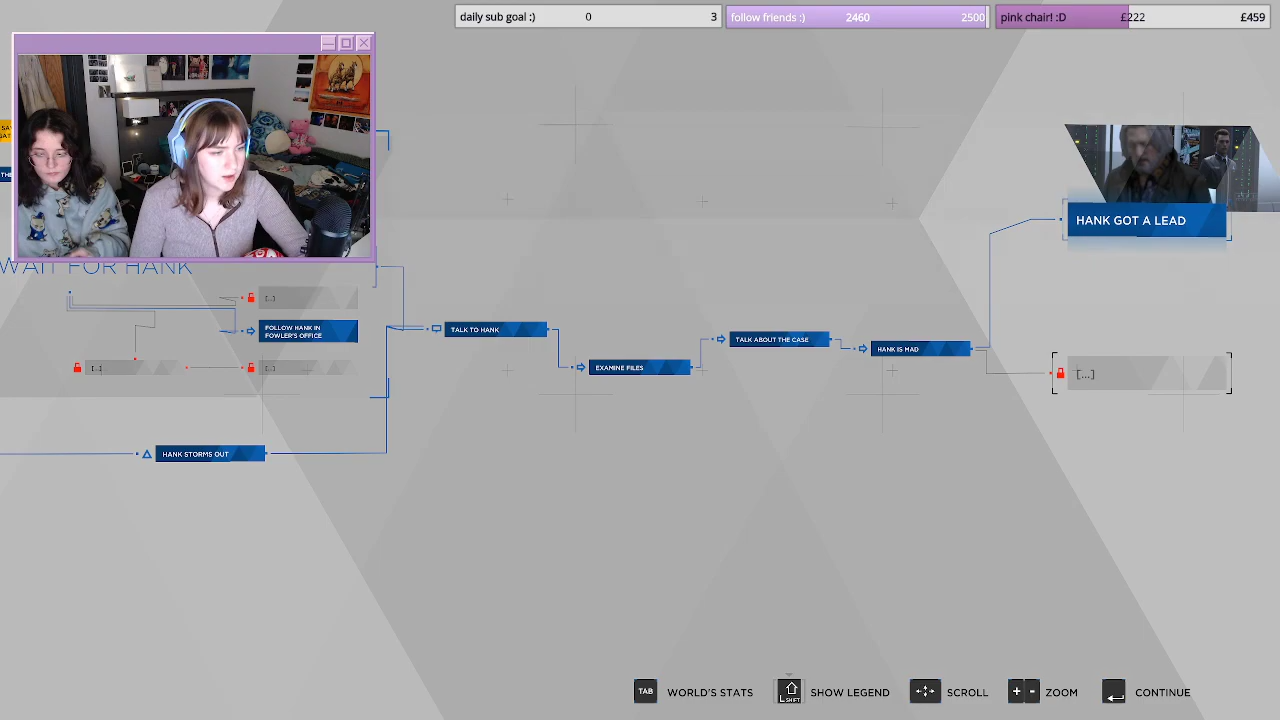 daily sub goal :) 0 3
follow friends :) 2460 2500
pink chair! :D £222 £459
WAIT FOR HANK
[...]
FOLLOW HANK IN
FOWLER'S OFFICE
[...] [...]
HANK STORMS OUT
TALK TO HANK
EXAMINE FILES
TALK ABOUT THE CASE
HANK IS MAD
HANK GOT A LEAD
[...]
TAB WORLD'S STATS
L SHIFT SHOW LEGEND
SCROLL
+ - ZOOM
CONTINUE